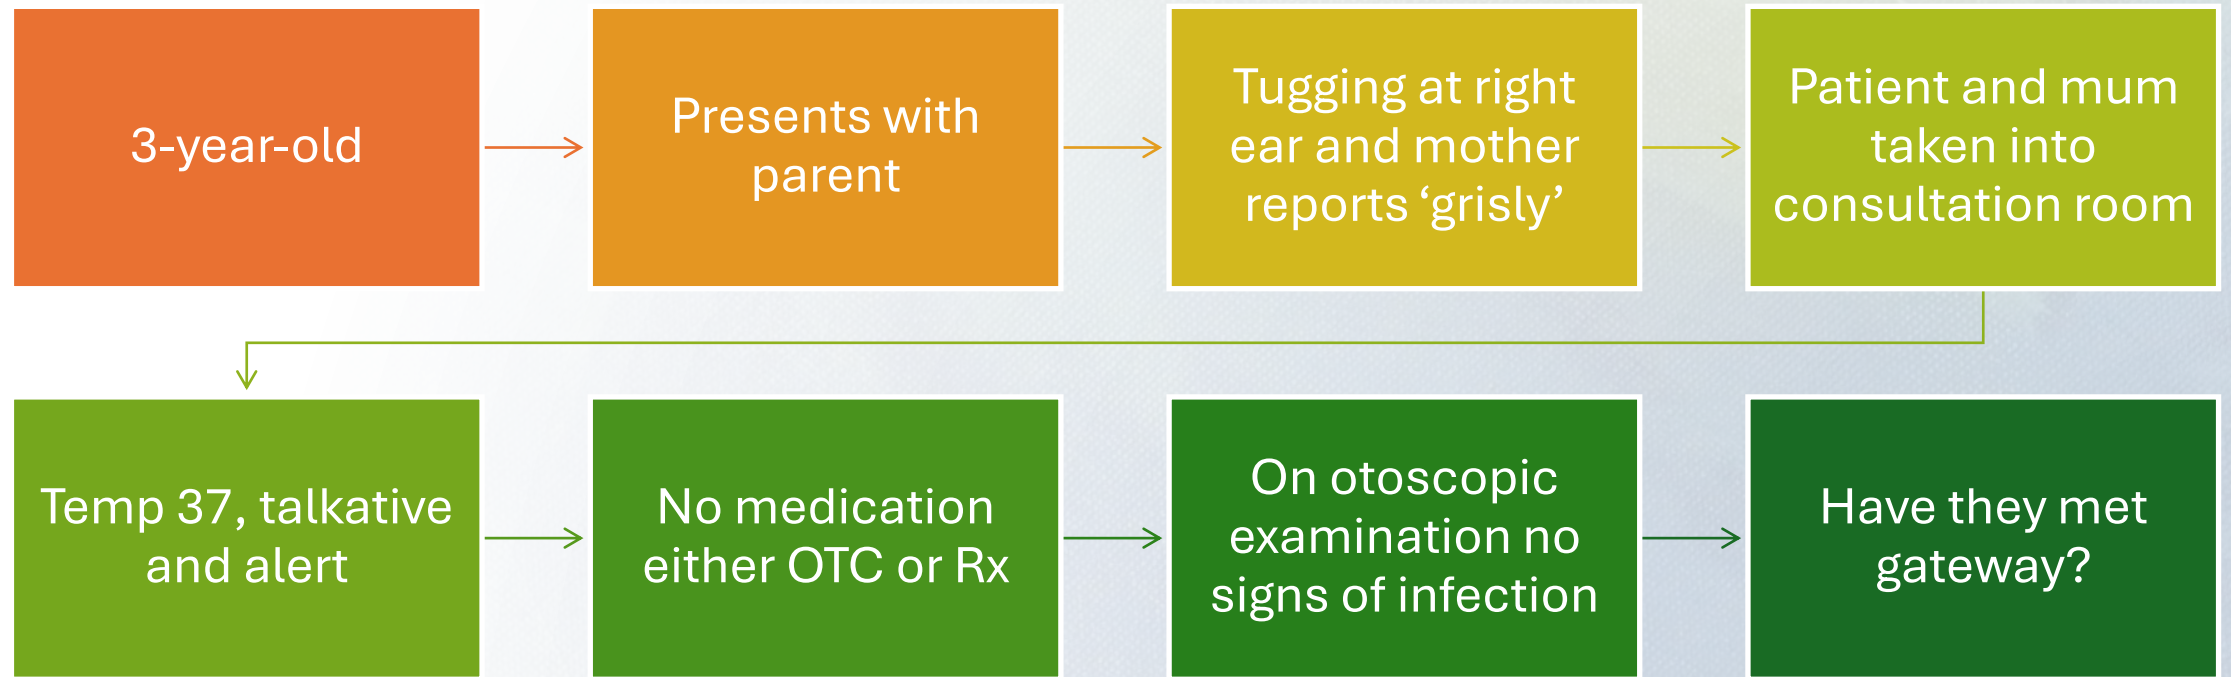 3-year-old
Presents with
parent
Tugging at right
ear and mother
reports ‘grisly’
Patient and mum
taken into
consultation room
Temp 37, talkative
and alert
No medication
either OTC or Rx
On otoscopic
examination no
signs of infection
Have they met
gateway?